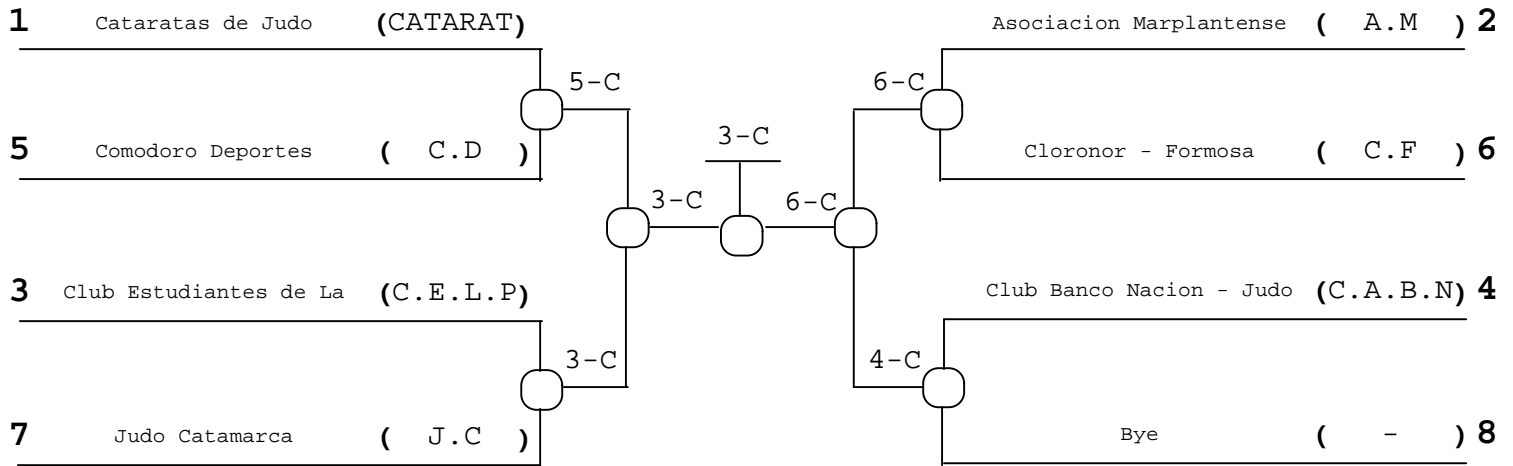 1 Cataratas de Judo (CATARAT)
Asociacion Marplantense ( A.M ) 2
5-C
6-C
5 Comodoro Deportes ( C.D )
3-C
Cloronor - Formosa ( C.F ) 6
3-C
6-C
3 Club Estudiantes de La (C.E.L.P)
Club Banco Nacion - Judo (C.A.B.N) 4
3-C
4-C
7 Judo Catamarca ( J.C )
Bye ( - ) 8